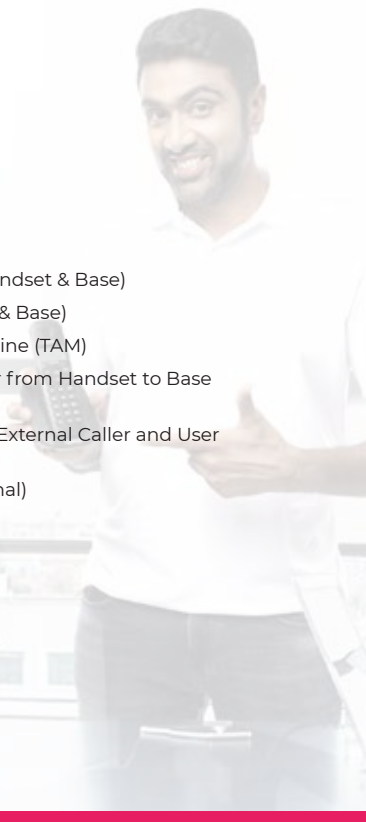 ndset & Base)
& Base)
ine (TAM)
from Handset to Base
External Caller and User
nal)